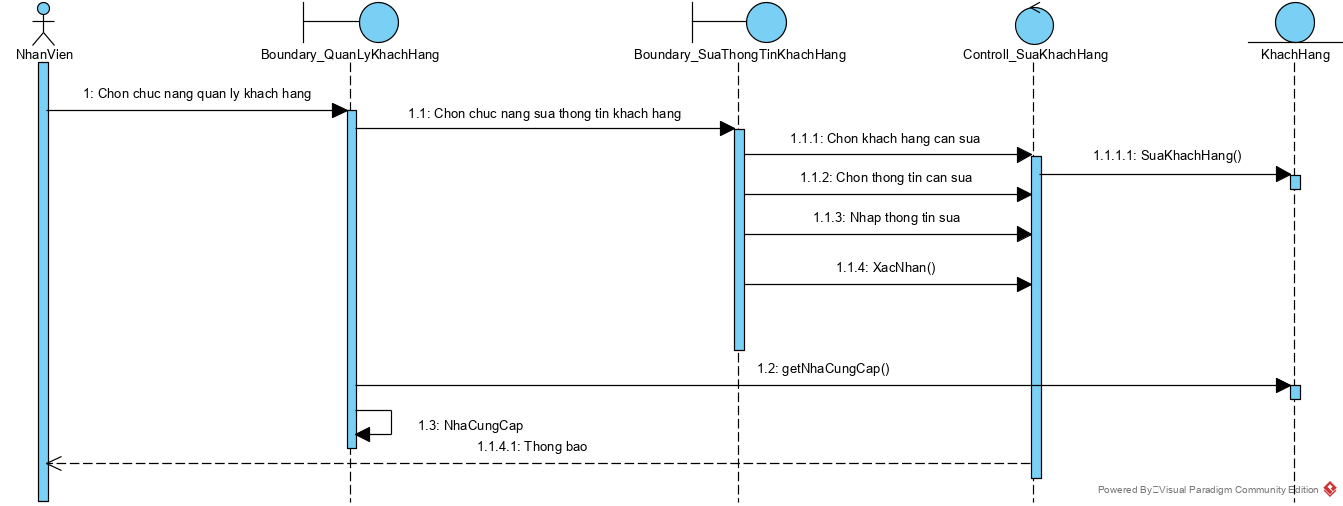 NhanVien
Boundary_QuanLyKhachHang
Boundary_SuaThongTinKhachHang
Controll_SuaKhachHang
KhachHang
1: Chon chuc nang quan ly khach hang
1.1: Chon chuc nang sua thong tin khach hang
1.1.1: Chon khach hang can sua
1.1.1.1: SuaKhachHang()
1.1.2: Chon thong tin can sua
1.1.3: Nhap thong tin sua
1.1.4: XacNhan()
1.2: getNhaCungCap()
1.3: NhaCungCap
1.1.4.1: Thong bao
Powered By Visual Paradigm Community Edition